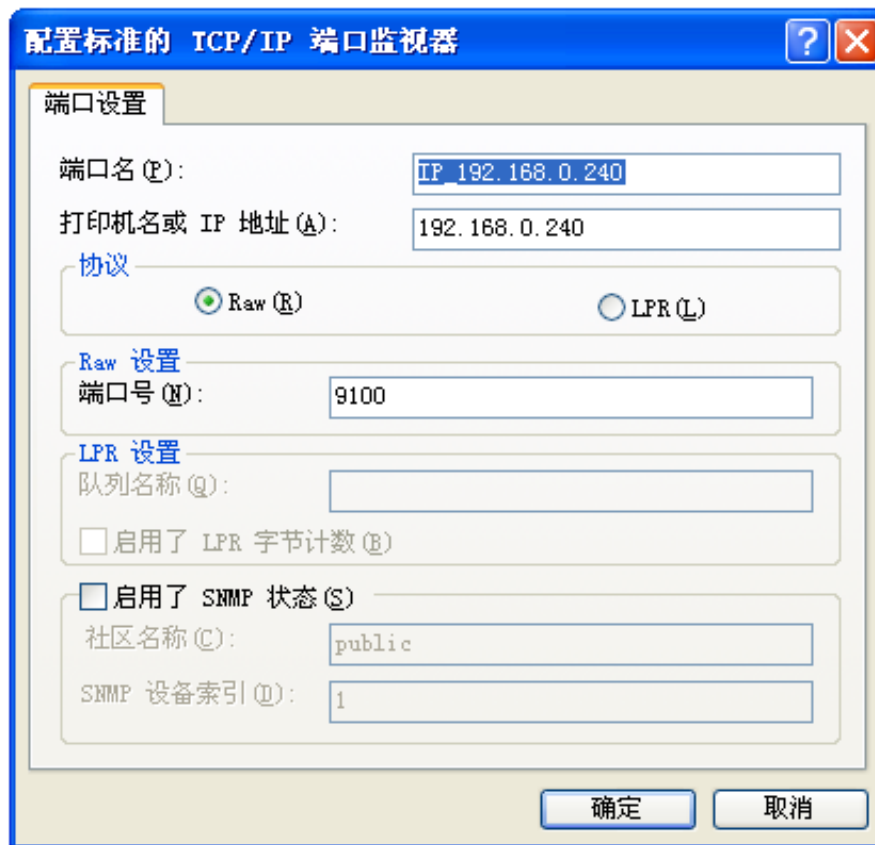 配置标准的 TCP/IP 端口监视器
端口设置
端口名(P): IP_192.168.0.240
打印机名或 IP 地址(A): 192.168.0.240
协议
Raw(R) LPR(L)
Raw 设置
端口号(N): 9100
LPR 设置
队列名称(Q):
启用了 LPR 字节计数(B)
启用了 SNMP 状态(S)
社区名称(C): public
SNMP 设备索引(D): 1
确定 取消